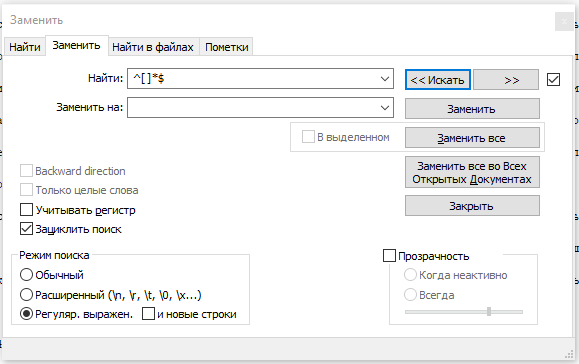 Заменить
Найти Заменить Найти в файлах Пометки
Найти: ^[ ]*$ << Искать >>
Заменить на: Заменить
В выделенном Заменить все
Заменить все во Всех
Открытых Документах
Закрыть
Backward direction
Только целые слова
Учитывать регистр
Зациклить поиск
Режим поиска
Обычный
Расширенный (\n, \r, \t, \0, \x...)
Регуляр. выражен. и новые строки
Прозрачность
Когда неактивно
Всегда